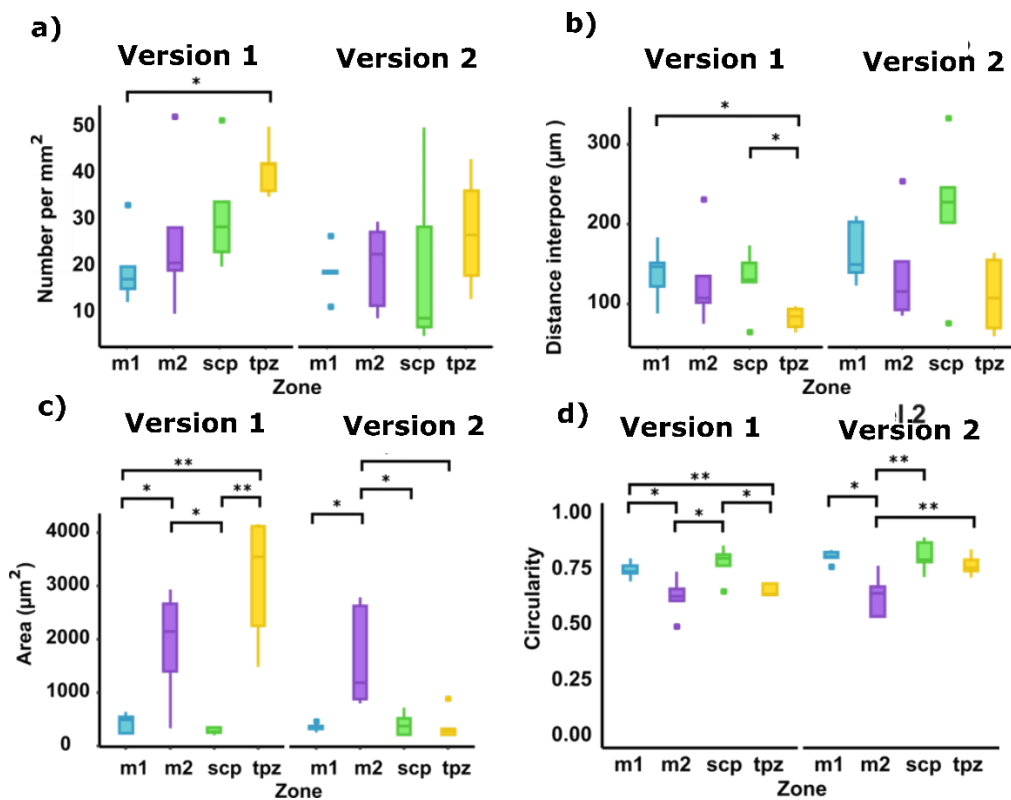 a)
Version 1
Version 2
*
Number per mm²
50
40
30
20
10
m1 m2 scp tpz m1 m2 scp tpz
Zone
b)
Version 1
Version 2
*
*
Distance interpore (µm)
300
200
100
m1 m2 scp tpz m1 m2 scp tpz
Zone
c)
Version 1
Version 2
**
* **
*
*
*
Area (µm²)
4000
3000
2000
1000
0
m1 m2 scp tpz m1 m2 scp tpz
Zone
d)
Version 1
Version 2
**
* *
*
**
*
**
Circularity
1.00
0.75
0.50
0.25
0.00
m1 m2 scp tpz m1 m2 scp tpz
Zone